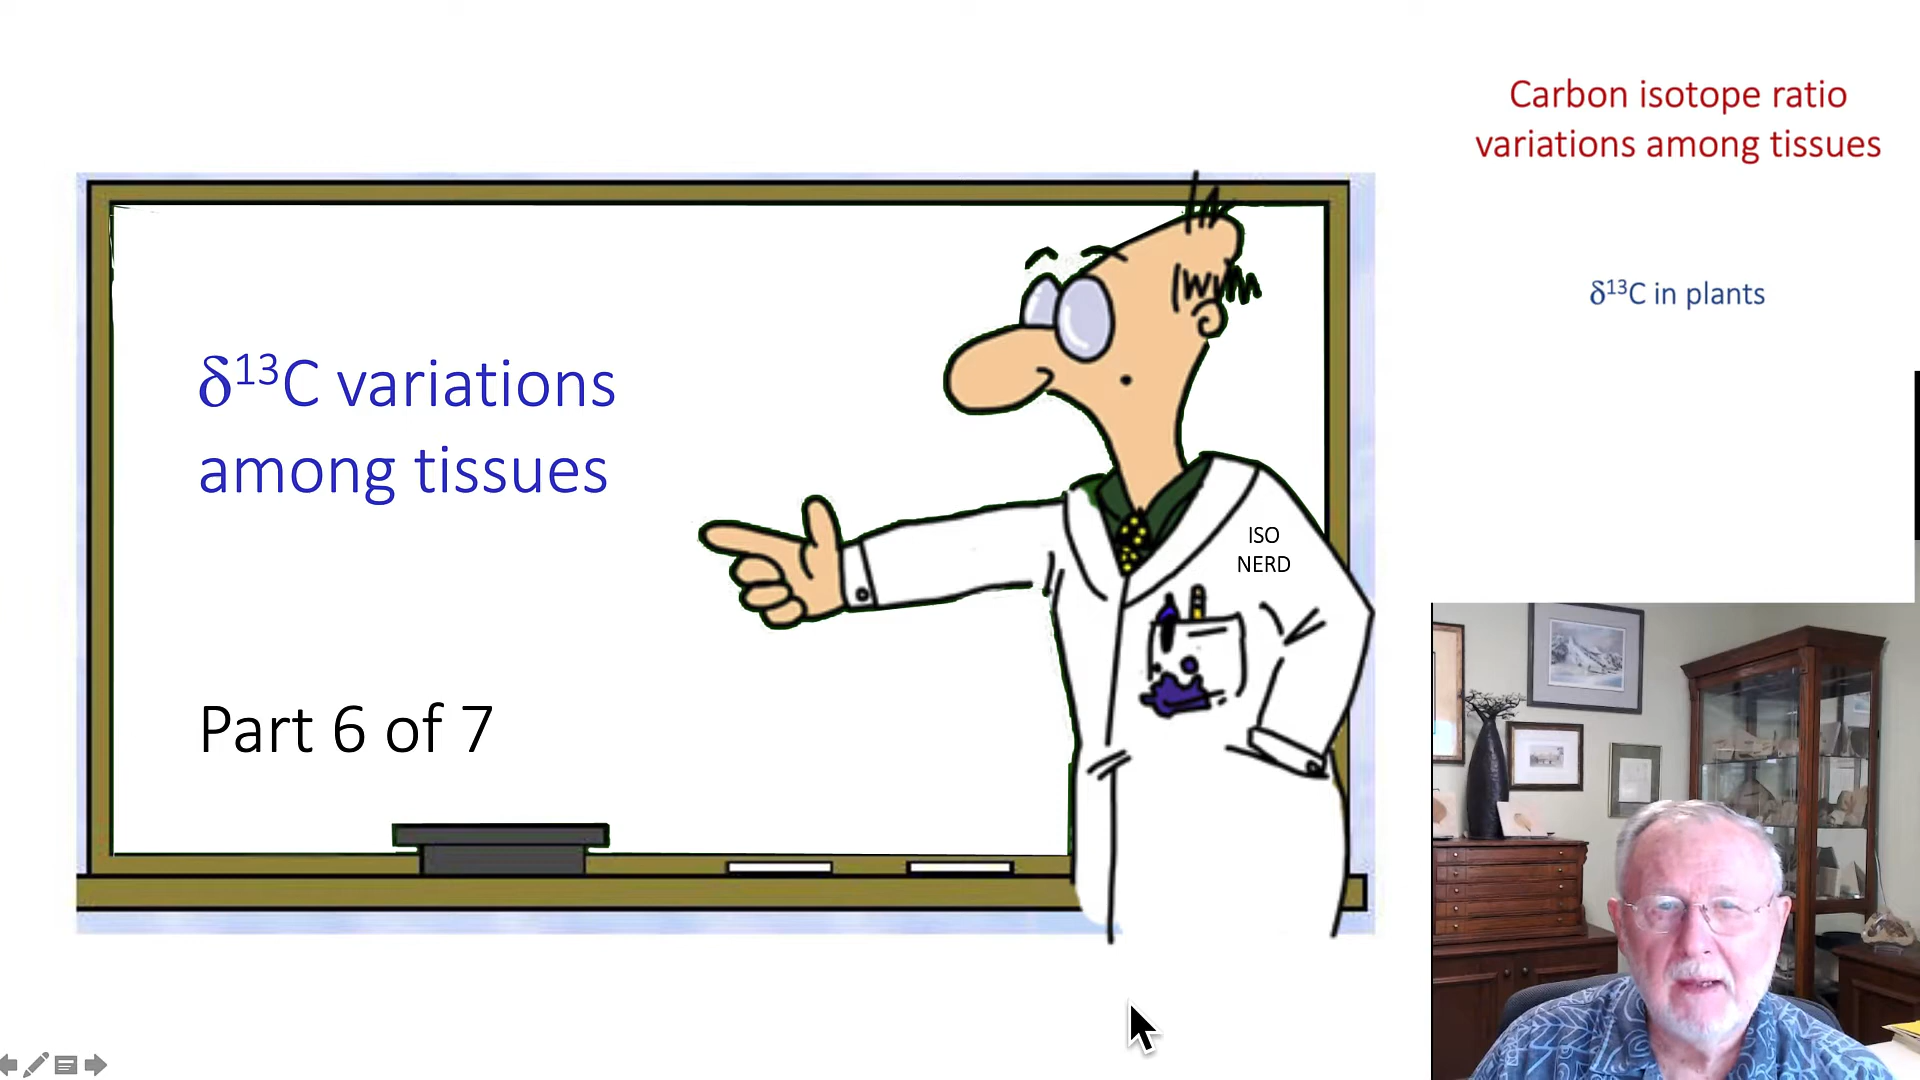 Carbon isotope ratio
variations among tissues
δ¹³C in plants
δ¹³C variations
among tissues
Part 6 of 7
ISO
NERD